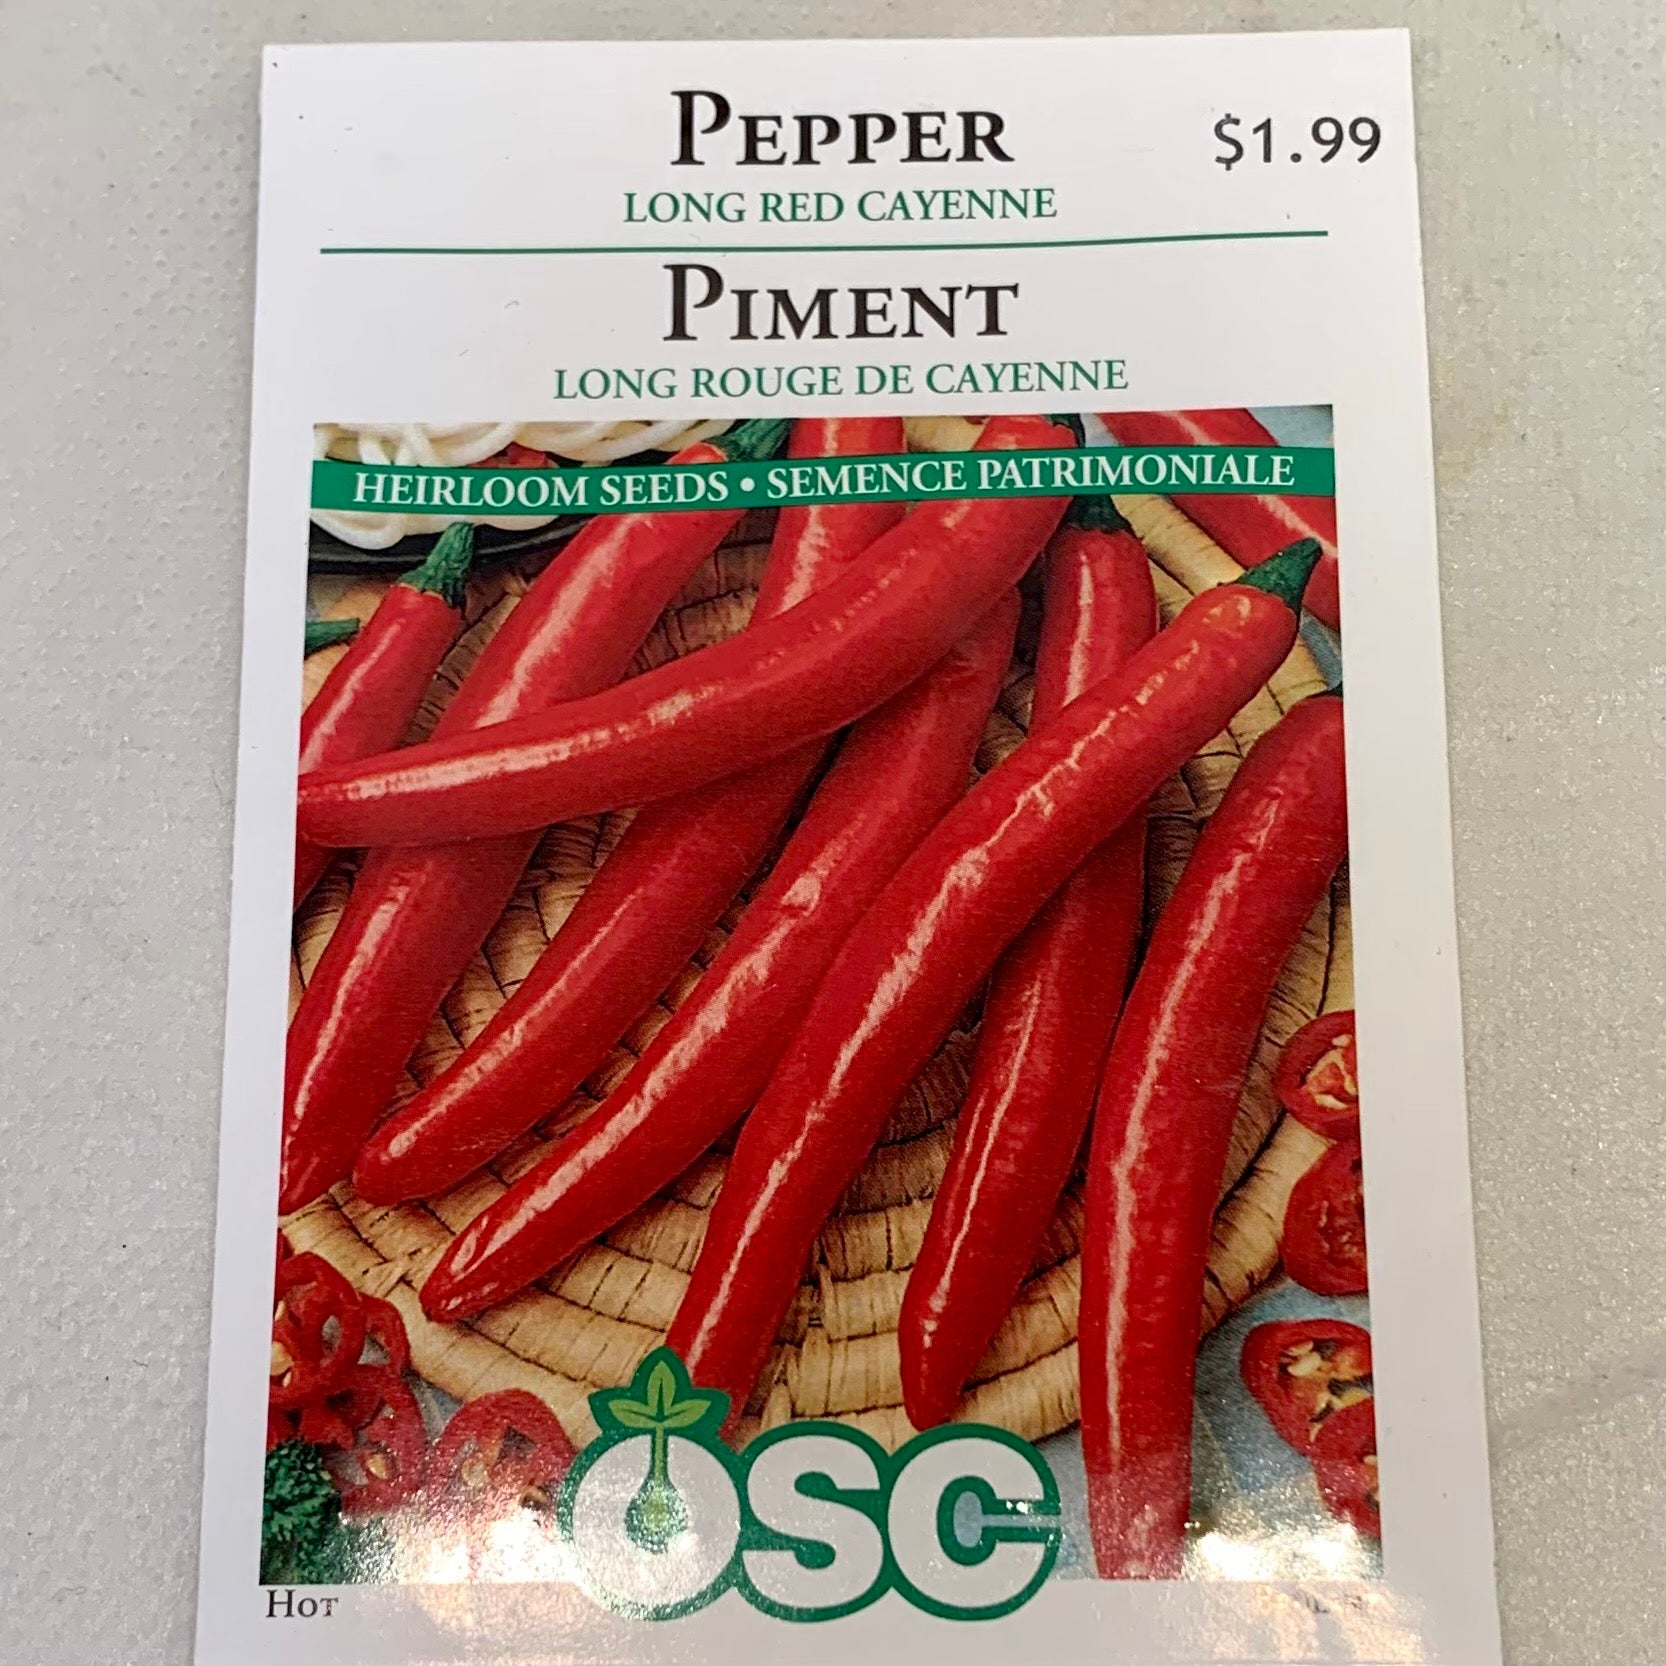 PEPPER
$1.99
LONG RED CAYENNE
PIMENT
LONG ROUGE DE CAYENNE
HEIRLOOM SEEDS • SEMENCE PATRIMONIALE
OSC
HOT